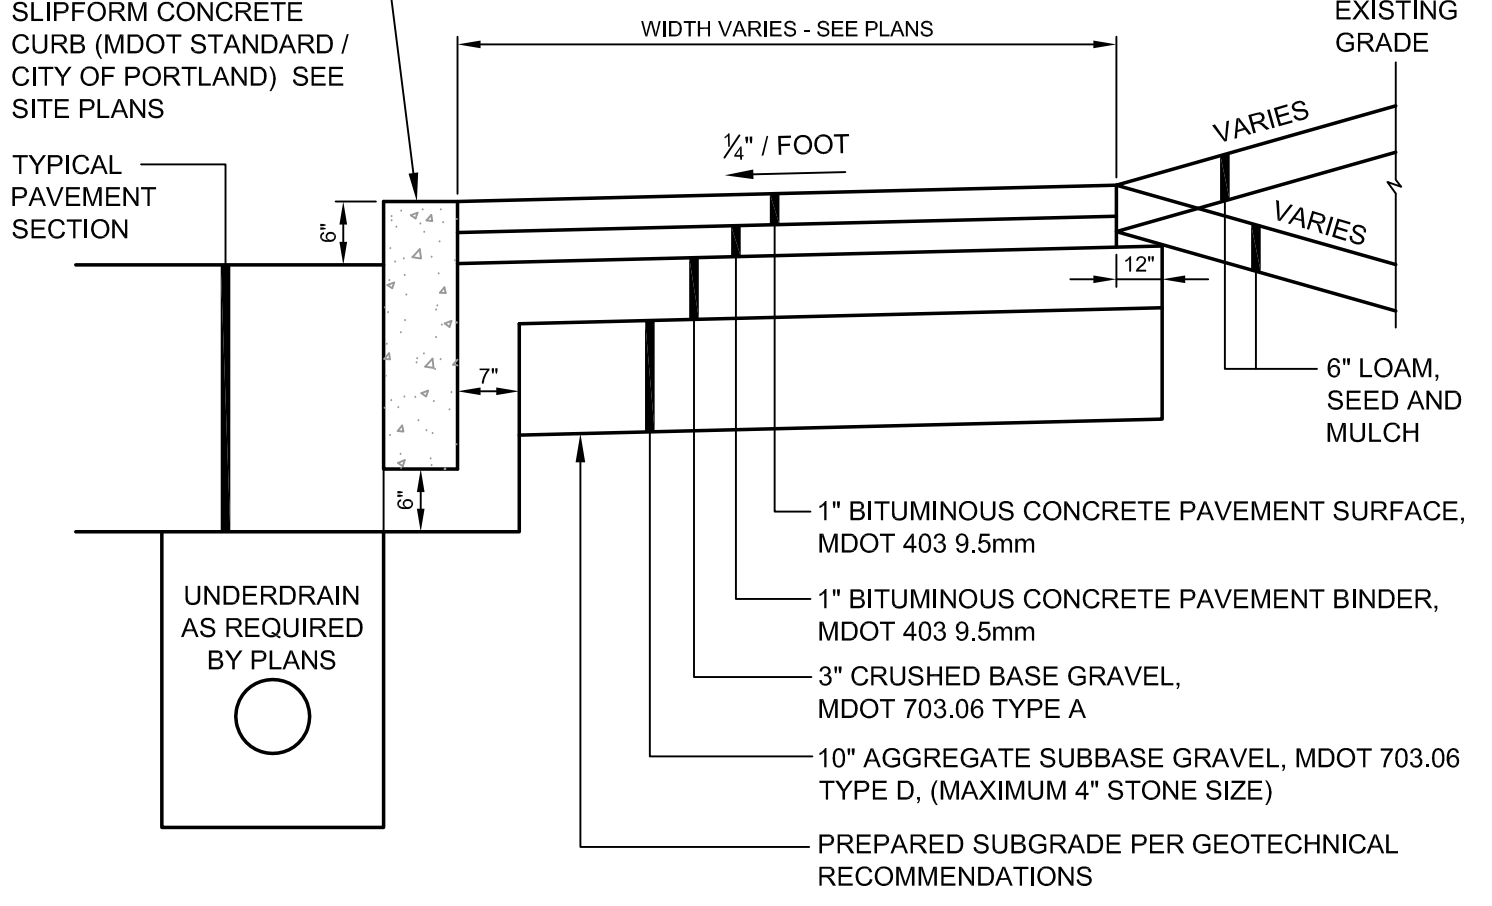 SLIPFORM CONCRETE
CURB (MDOT STANDARD /
CITY OF PORTLAND) SEE
SITE PLANS
WIDTH VARIES - SEE PLANS
EXISTING
GRADE
TYPICAL
PAVEMENT
SECTION
¼" / FOOT
VARIES
VARIES
6"
12"
7"
6"
6" LOAM,
SEED AND
MULCH
1" BITUMINOUS CONCRETE PAVEMENT SURFACE,
MDOT 403 9.5mm
1" BITUMINOUS CONCRETE PAVEMENT BINDER,
MDOT 403 9.5mm
3" CRUSHED BASE GRAVEL,
MDOT 703.06 TYPE A
10" AGGREGATE SUBBASE GRAVEL, MDOT 703.06
TYPE D, (MAXIMUM 4" STONE SIZE)
PREPARED SUBGRADE PER GEOTECHNICAL
RECOMMENDATIONS
UNDERDRAIN
AS REQUIRED
BY PLANS